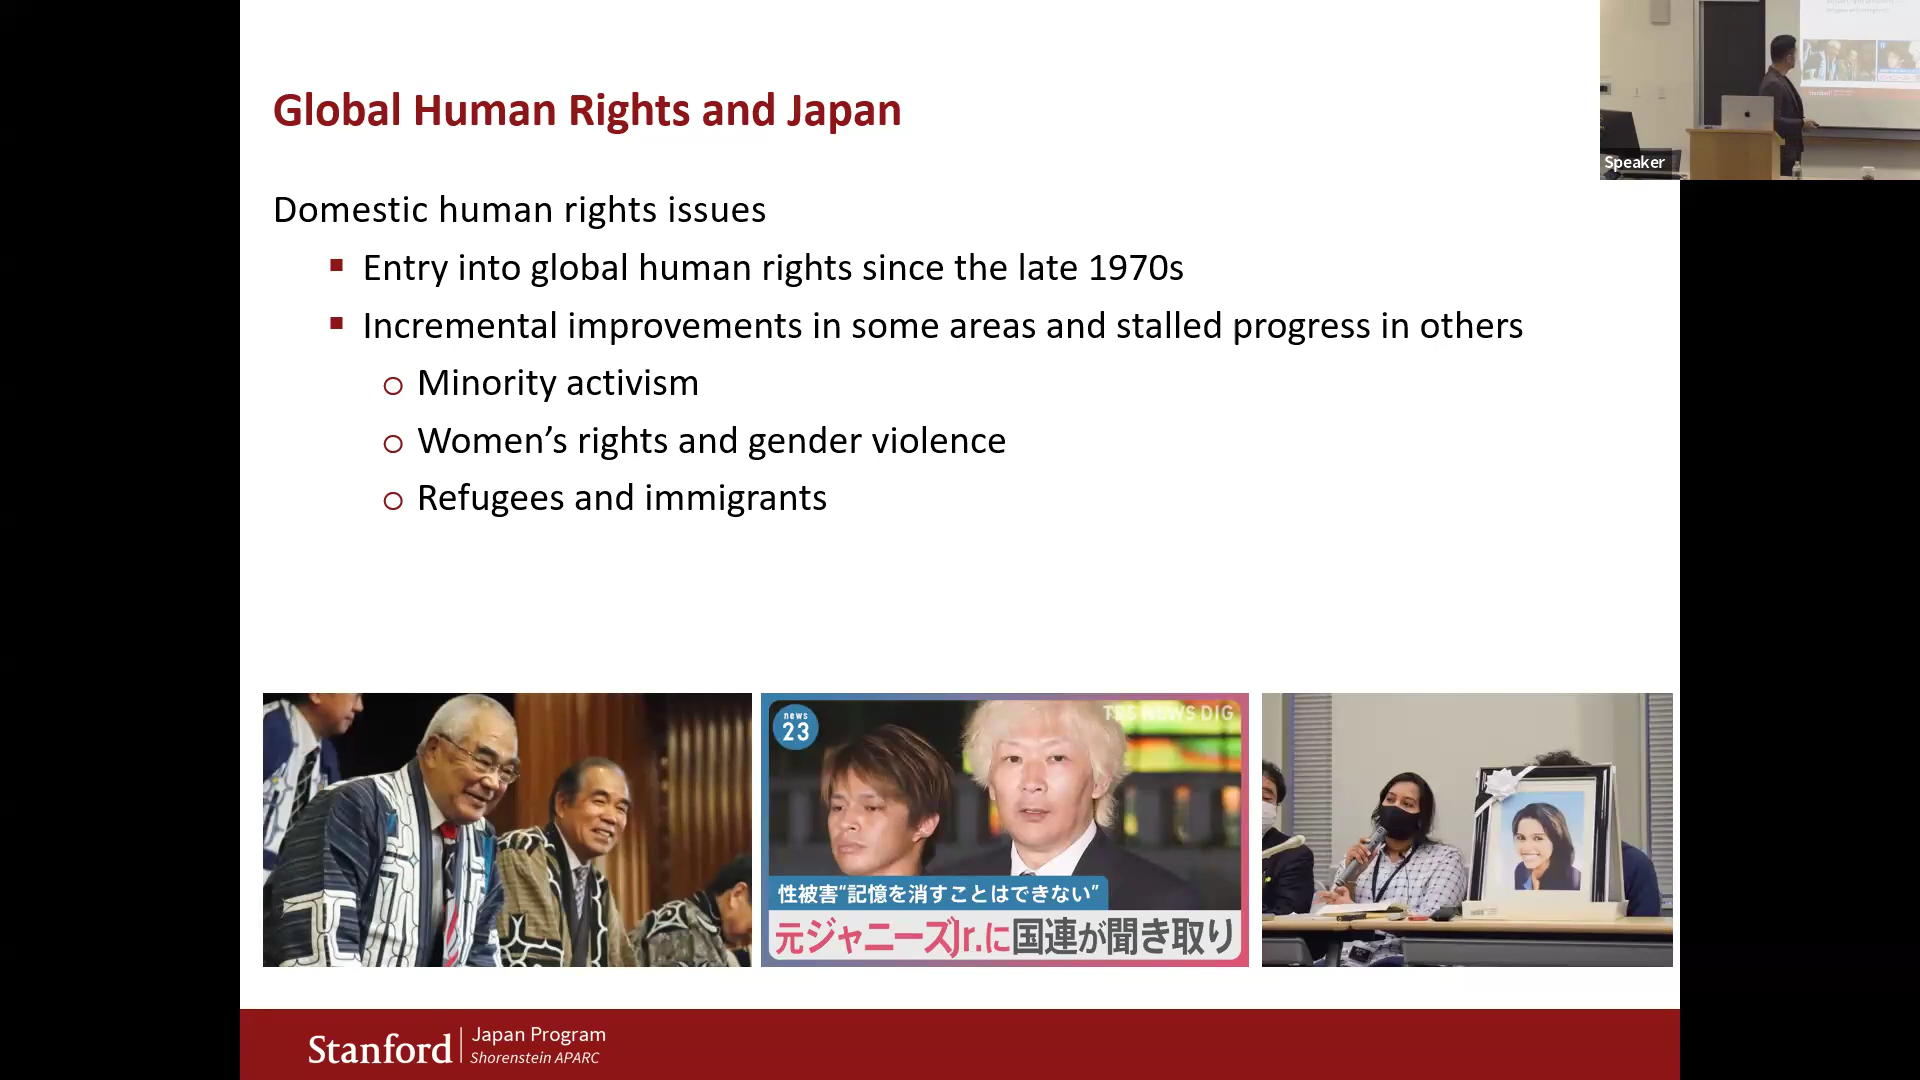 Global Human Rights and Japan
Domestic human rights issues
Entry into global human rights since the late 1970s
Incremental improvements in some areas and stalled progress in others
Minority activism
Women’s rights and gender violence
Refugees and immigrants
Speaker
news
23
TBS NEWS DIG
性被害“記憶を消すことはできない”
元ジャニーズJr.に国連が聞き取り
Stanford
Japan Program
Shorenstein APARC